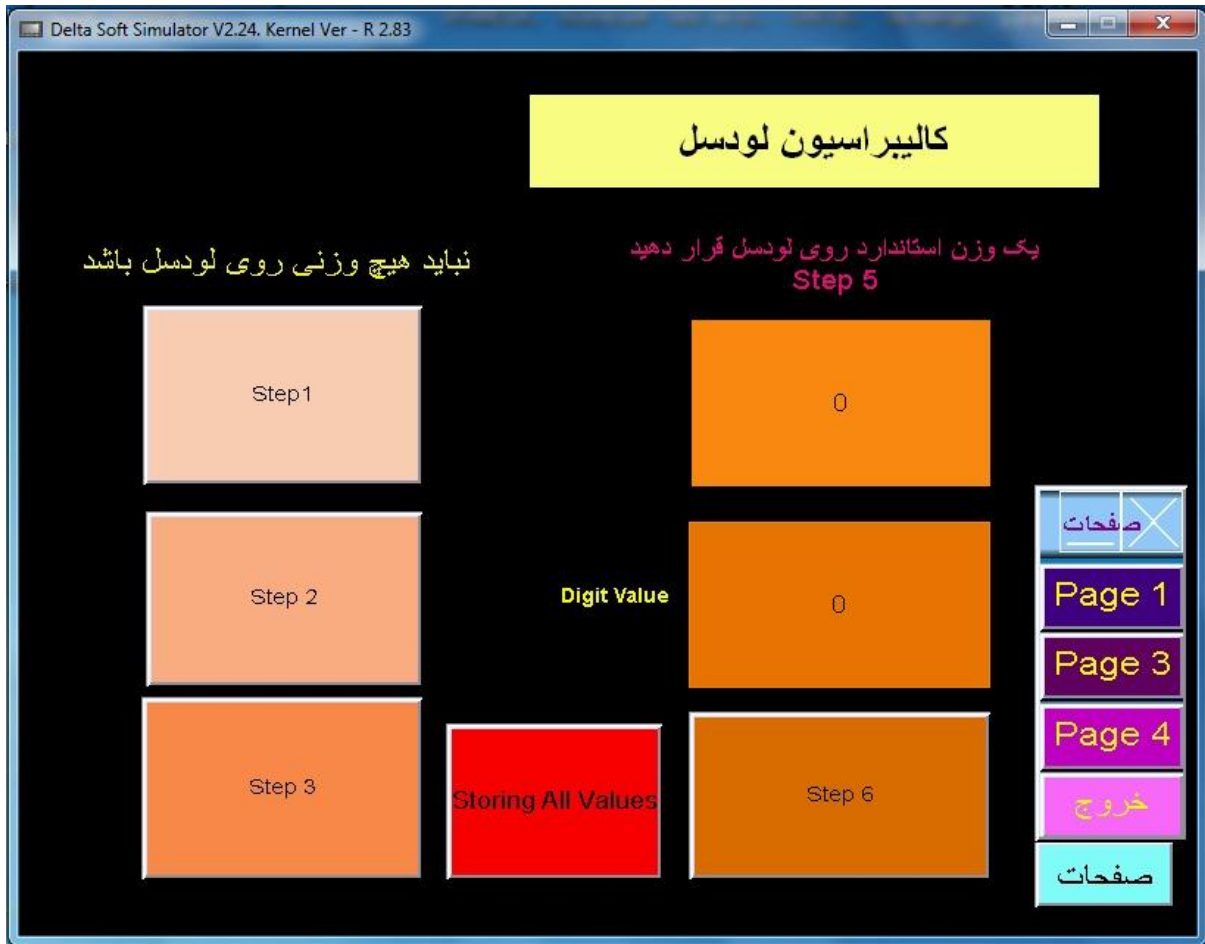 Delta Soft Simulator V2.24. Kernel Ver - R 2.83
کالیبراسیون لودسل
یک وزن استاندارد روی لودسل قرار دهید
Step 5
نباید هیچ وزنی روی لودسل باشد
Step1
0
Step 2
Digit Value
0
Step 3
Storing All Values
Step 6
صفحات
Page 1
Page 3
Page 4
خروج
صفحات